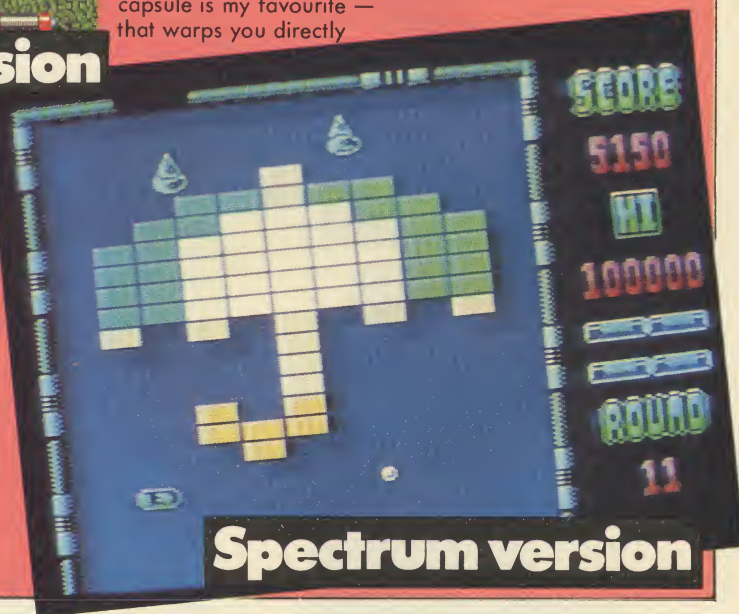 capsule is my favourite —
that warps you directly
sion
SCORE
5150
HI
100000
ROUND
11
Spectrum version